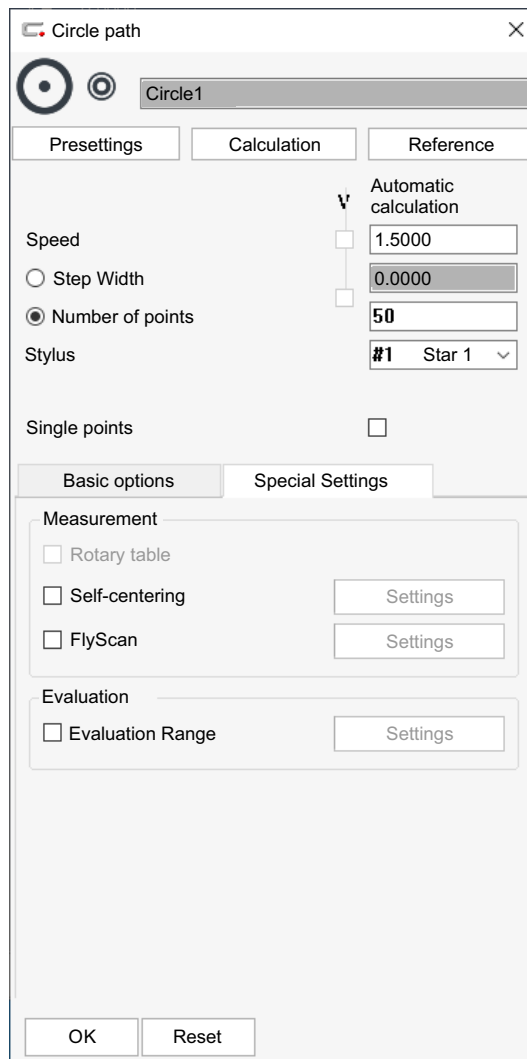 Circle path
Circle1
Presettings Calculation Reference
V Automatic
calculation
Speed 1.5000
Step Width 0.0000
Number of points 50
Stylus #1 Star 1
Single points
Basic options Special Settings
Measurement
Rotary table
Self-centering Settings
FlyScan Settings
Evaluation
Evaluation Range Settings
OK Reset